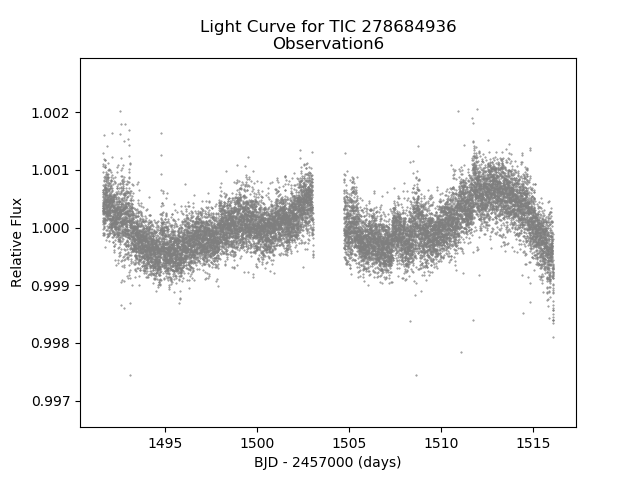 Light Curve for TIC 278684936
Observation6
1.002
1.001
1.000
0.999
0.998
0.997
Relative Flux
1495
1500
1505
1510
1515
BJD - 2457000 (days)